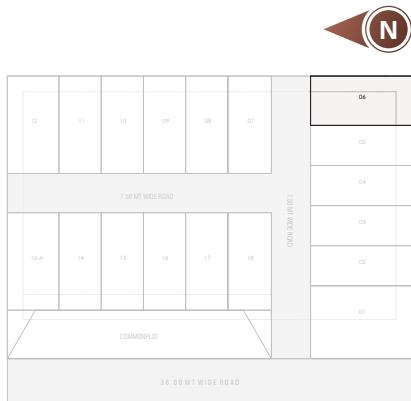 N
06
12 11 10 09 08 07
05
04
7.50 MT WIDE ROAD
7.50 MT WIDE ROAD
03
12-A 14 15 16 17 18
02
01
COMMONPLOT
36.00 MT WIDE ROAD